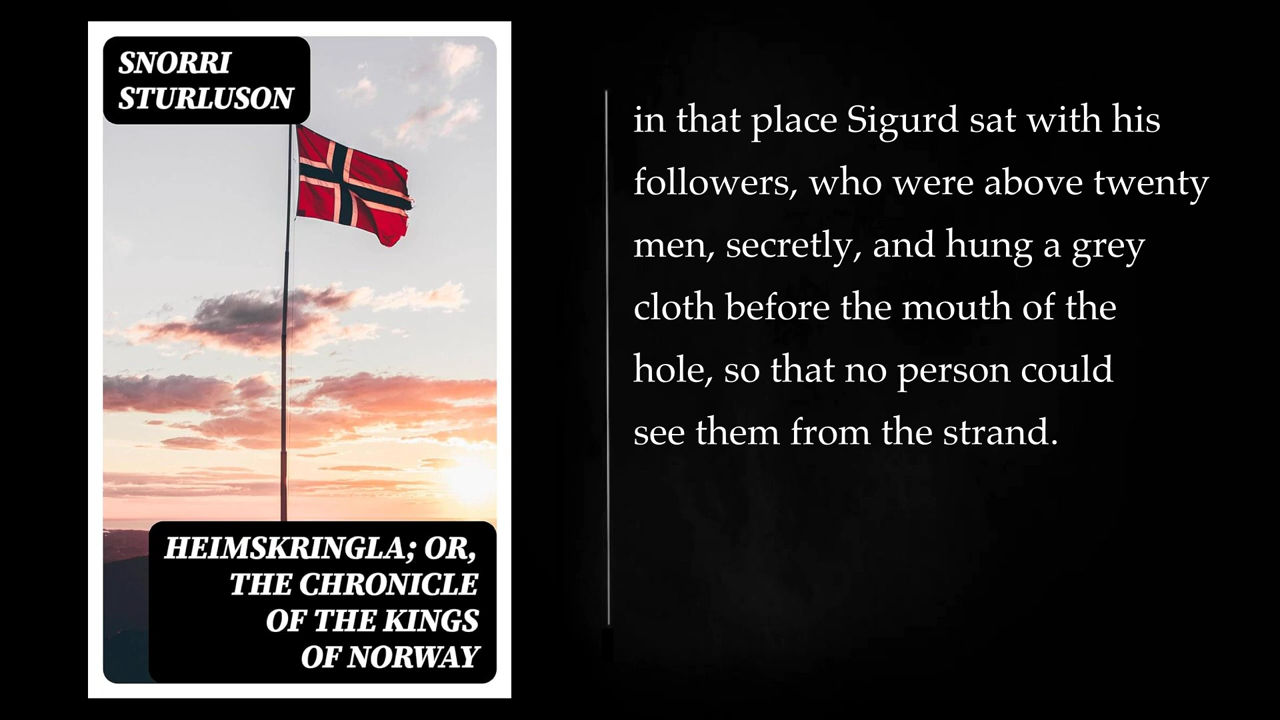 SNORRI
STURLUSON
HEIMSKRINGLA; OR,
THE CHRONICLE
OF THE KINGS
OF NORWAY
in that place Sigurd sat with his
followers, who were above twenty
men, secretly, and hung a grey
cloth before the mouth of the
hole, so that no person could
see them from the strand.